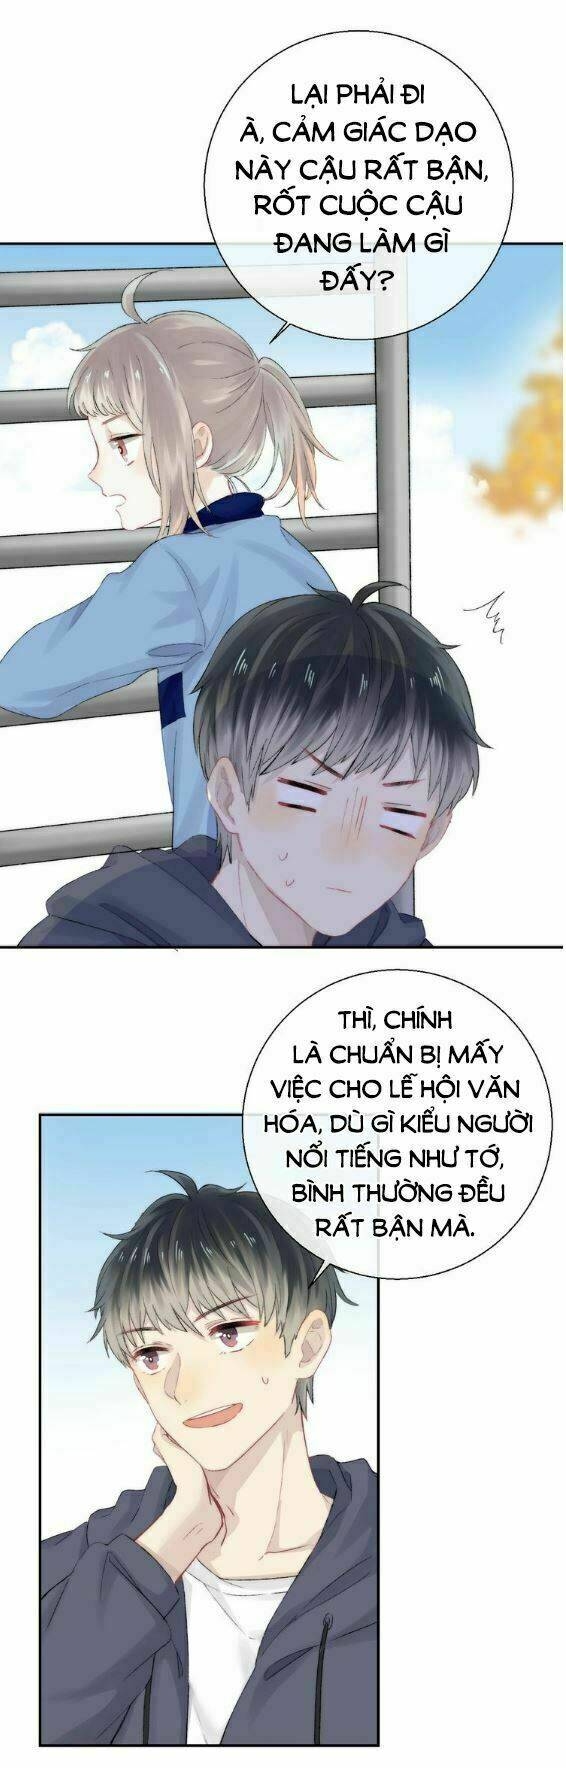 LẠI PHẢI ĐI
À, CẢM GIÁC DẠO
NÀY CẬU RẤT BẬN,
RỐT CUỘC CẬU
ĐANG LÀM GÌ
ĐẤY?
THÌ, CHÍNH
LÀ CHUẨN BỊ MẤY
VIỆC CHO LỄ HỘI VĂN
HÓA, DÙ GÌ KIỂU NGƯỜI
NỔI TIẾNG NHƯ TỚ,
BÌNH THƯỜNG ĐỀU
RẤT BẬN MÀ.